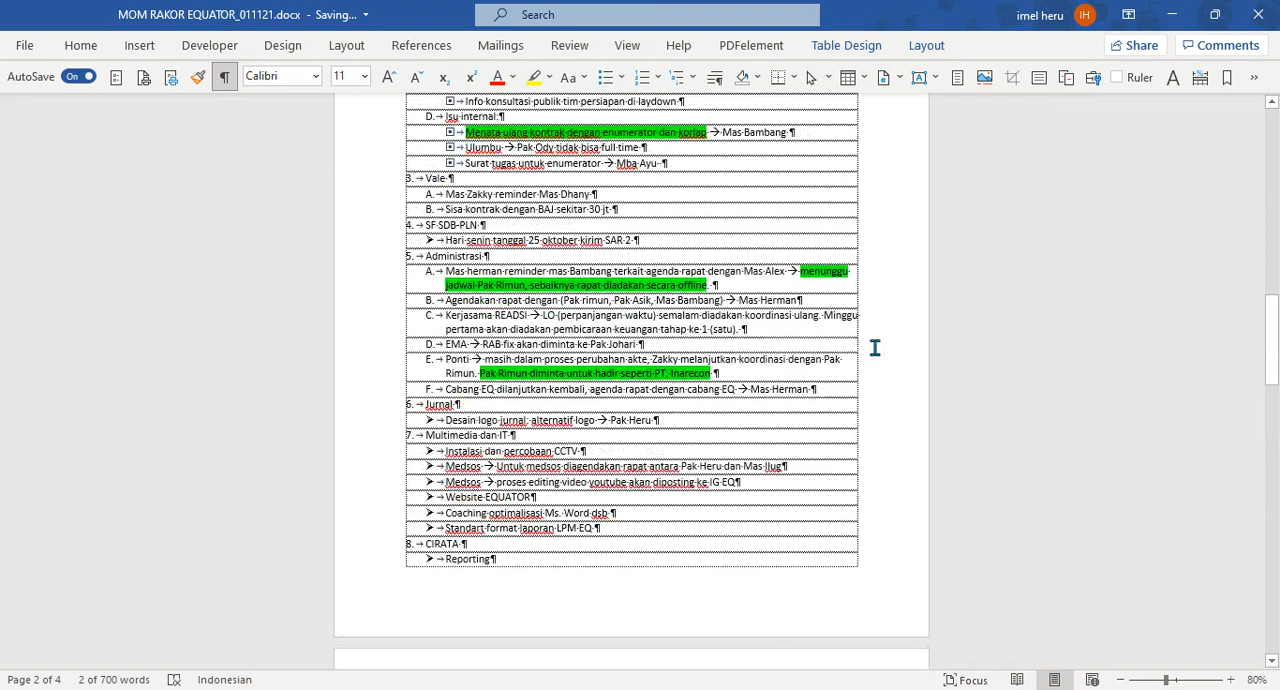 MOM RAKOR EQUATOR_011121.docx - Saving...
Search
imel heru IH
File Home Insert Developer Design Layout References Mailings Review View Help PDFelement Table Design Layout Share Comments
AutoSave On Calibri 11 Ruler
Info konsultasi publik tim persiapan di laydown ¶
D. → Isu internal:¶
→ Menata ulang kontrak dengan enumerator dan korlap → Mas Bambang ¶
→ Ulumbu → Pak Ody tidak bisa full time ¶
→ Surat tugas untuk enumerator → Mba Ayu ¶
3. → Vale ¶
A. → Mas Zakky reminder Mas Dhany ¶
B. → Sisa kontrak dengan BAJ sekitar 30 jt ¶
4. → SF-SDB-PLN ¶
➤ → Hari senin tanggal 25 oktober kirim SAR 2 ¶
5. → Administrasi ¶
A. → Mas herman reminder mas Bambang terkait agenda rapat dengan Mas Alex → menunggu
jadwal Pak Rimun, sebaiknya rapat diadakan secara offline. ¶
B. → Agendakan rapat dengan (Pak rimun, Pak Asik, Mas Bambang) → Mas Herman¶
C. → Kerjasama READSI → LO (perpanjangan waktu) semalam diadakan koordinasi ulang. Minggu
pertama akan diadakan pembicaraan keuangan tahap ke 1 (satu). ¶
D. → EMA → RAB fix akan diminta ke Pak Johari ¶
E. → Ponti → masih dalam proses perubahan akte, Zakky melanjutkan koordinasi dengan Pak
Rimun. Pak Rimun diminta untuk hadir seperti PT. Inarecon ¶
F. → Cabang EQ dilanjutkan kembali, agenda rapat dengan cabang EQ → Mas Herman ¶
6. → Jurnal ¶
➤ → Desain logo jurnal; alternatif logo → Pak Heru ¶
7. → Multimedia dan IT ¶
➤ → Instalasi dan percobaan CCTV ¶
➤ → Medsos → Untuk medsos diagendakan rapat antara Pak Heru dan Mas Ilug¶
➤ → Medsos → proses editing video youtube akan diposting ke IG EQ¶
➤ → Website EQUATOR¶
➤ → Coaching optimalisasi Ms. Word dsb ¶
➤ → Standart format laporan LPM EQ ¶
8. → CIRATA ¶
➤ → Reporting¶
Page 2 of 4 2 of 700 words Indonesian Focus 80%